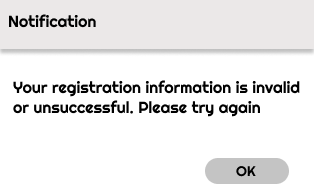 Notification
Your registration information is invalid
or unsuccessful. Please try again
OK